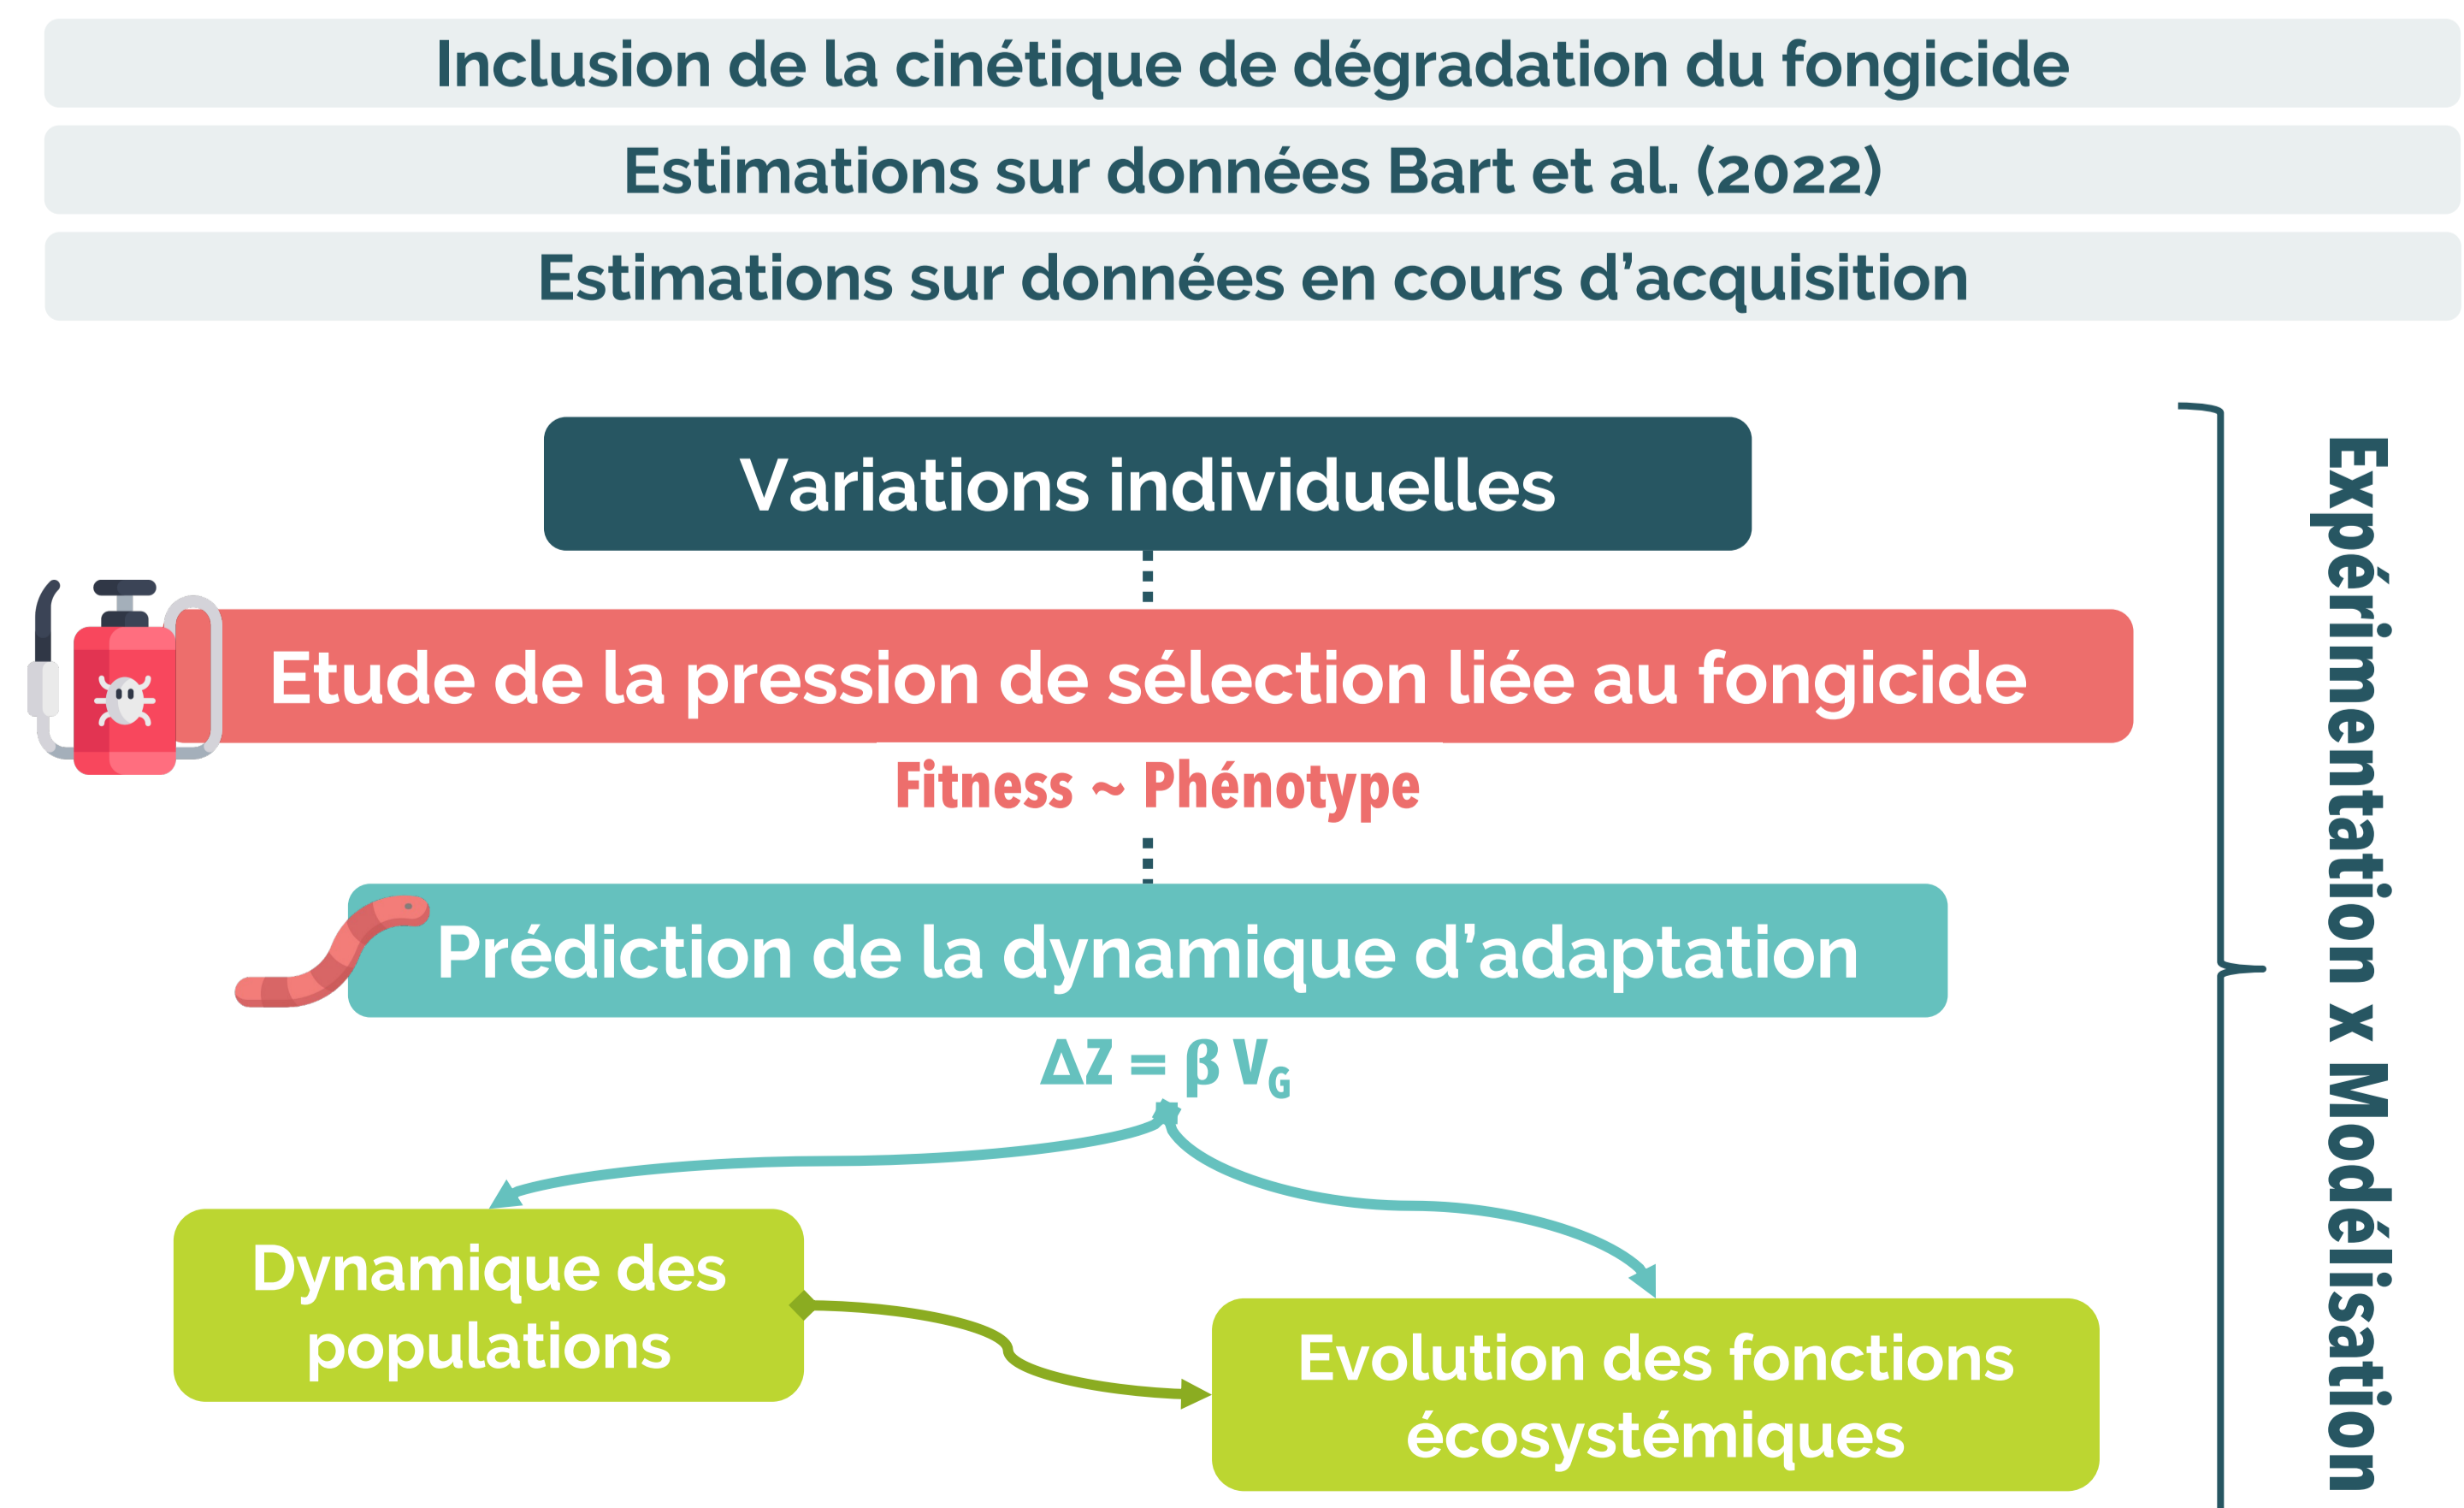 Inclusion de la cinétique de dégradation du fongicide
Estimations sur données Bart et al. (2022)
Estimations sur données en cours d'acquisition
Variations individuelles
Etude de la pression de sélection liée au fongicide
Fitness ~ Phénotype
Prédiction de la dynamique d'adaptation
ΔZ = β V_G
Dynamique des
populations
Evolution des fonctions
écosystémiques
Expérimentation x Modélisation